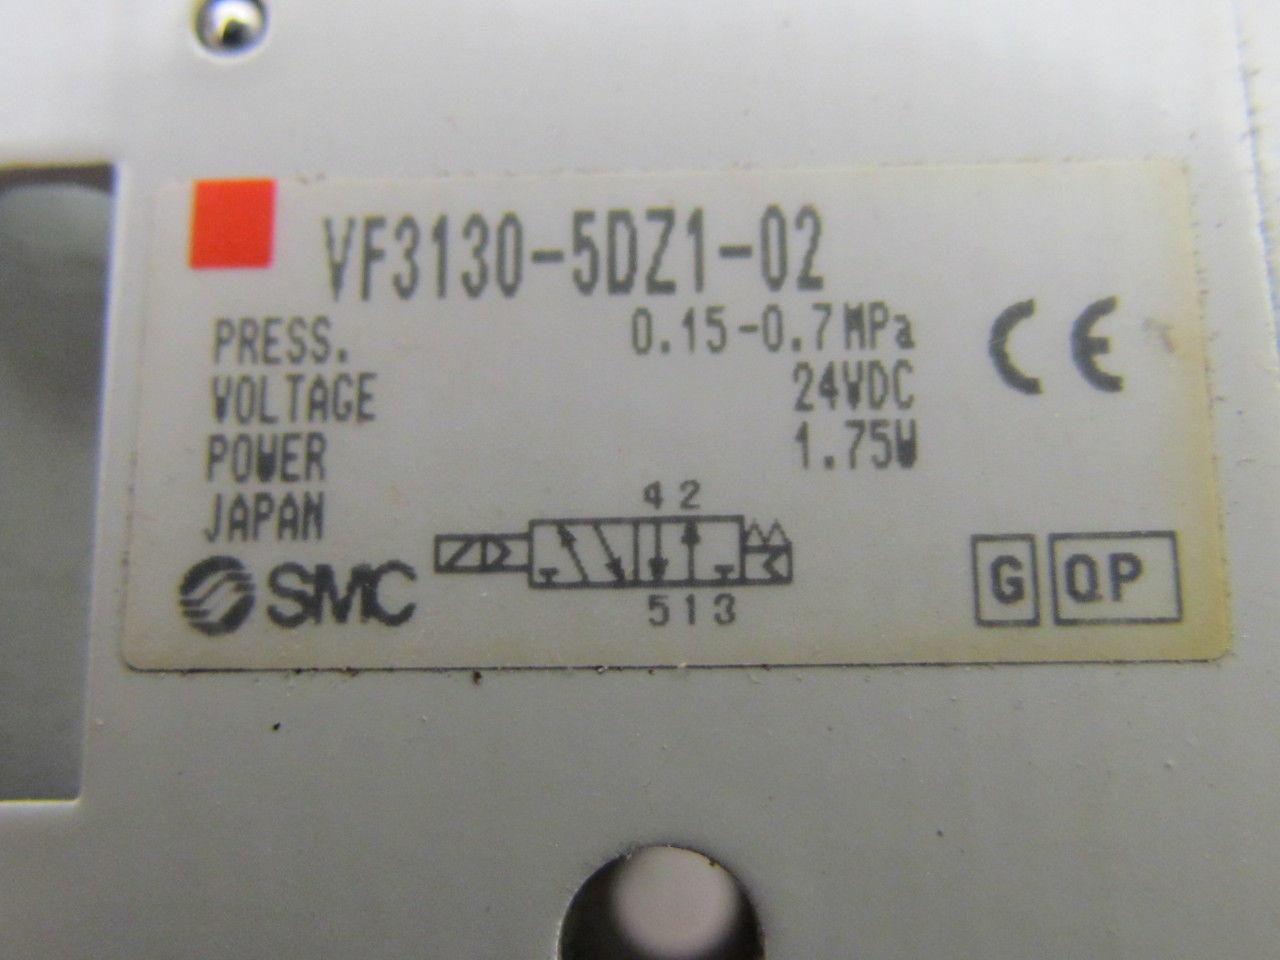 VF3130-5DZ1-02
PRESS. 0.15-0.7MPa
VOLTAGE 24VDC
POWER 1.75W
JAPAN
CE
4 2
SMC
5 1 3
G QP